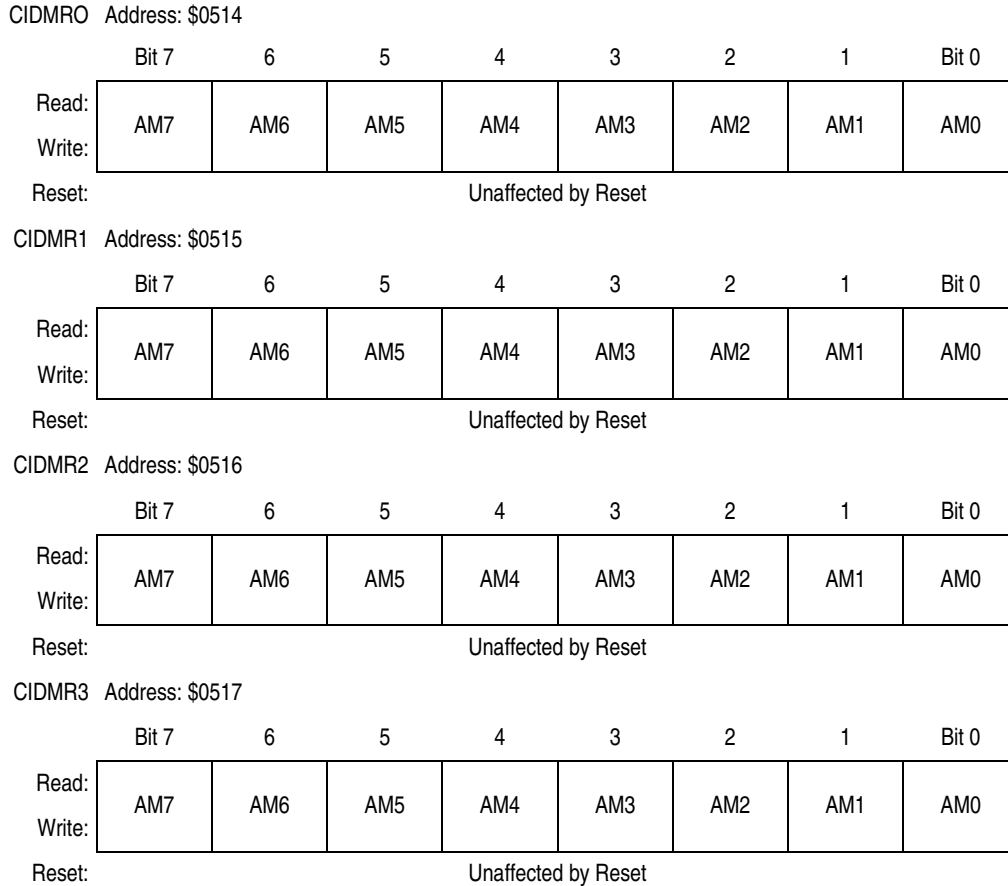 CIDMRO Address: $0514
Bit 7 6 5 4 3 2 1 Bit 0
Read:
AM7 AM6 AM5 AM4 AM3 AM2 AM1 AM0
Write:
Reset: Unaffected by Reset
CIDMR1 Address: $0515
Bit 7 6 5 4 3 2 1 Bit 0
Read:
AM7 AM6 AM5 AM4 AM3 AM2 AM1 AM0
Write:
Reset: Unaffected by Reset
CIDMR2 Address: $0516
Bit 7 6 5 4 3 2 1 Bit 0
Read:
AM7 AM6 AM5 AM4 AM3 AM2 AM1 AM0
Write:
Reset: Unaffected by Reset
CIDMR3 Address: $0517
Bit 7 6 5 4 3 2 1 Bit 0
Read:
AM7 AM6 AM5 AM4 AM3 AM2 AM1 AM0
Write:
Reset: Unaffected by Reset